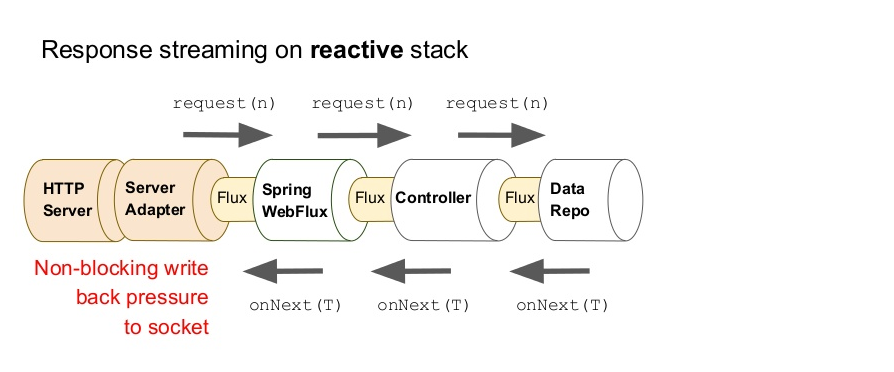 Response streaming on reactive stack
request(n) request(n) request(n)
HTTP
Server
Server
Adapter
Flux
Spring
WebFlux
Flux
Controller
Flux
Data
Repo
Non-blocking write
back pressure
to socket
onNext(T) onNext(T) onNext(T)